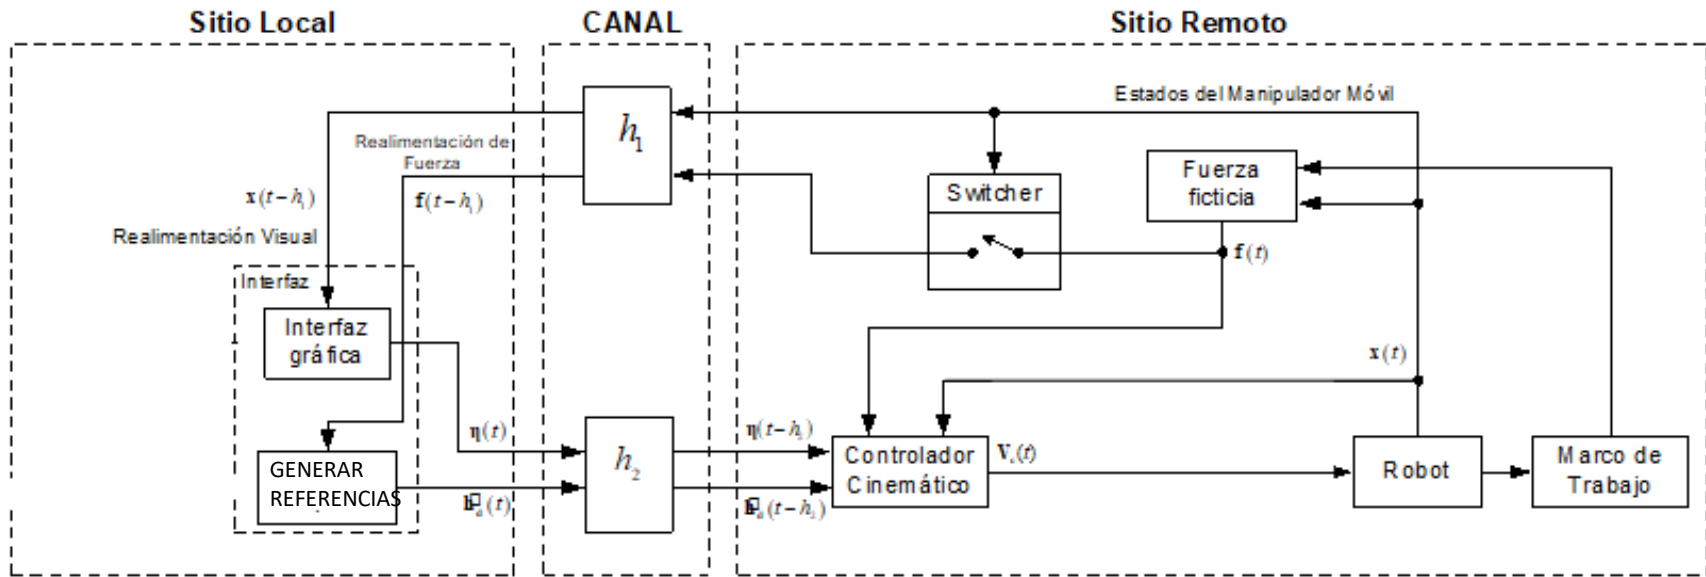 Sitio Local
CANAL
Sitio Remoto
Estados del Manipulador Móvil
h₁
Realimentación de
Fuerza
x(t−h₁)
f(t−h₁)
Realimentación Visual
Switcher
Fuerza
ficticia
f(t)
Interfaz
Interfaz
gráfica
x(t)
η(t)
h₂
η(t−h₂)
GENERAR
REFERENCIAS
(t)
(t−h₂)
Controlador
Cinemático
(t)
Robot
Marco de
Trabajo